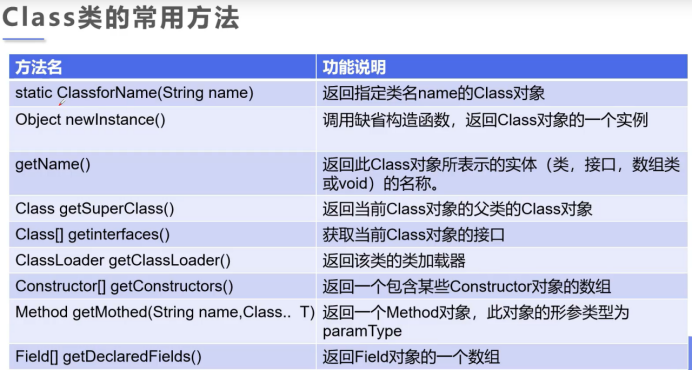 Class类的常用方法
方法名 功能说明
static ClassforName(String name) 返回指定类名name的Class对象
Object newInstance() 调用缺省构造函数，返回Class对象的一个实例
getName() 返回此Class对象所表示的实体（类，接口，数组类
或void）的名称。
Class getSuperClass() 返回当前Class对象的父类的Class对象
Class[] getinterfaces() 获取当前Class对象的接口
ClassLoader getClassLoader() 返回该类的类加载器
Constructor[] getConstructors() 返回一个包含某些Constructor对象的数组
Method getMothed(String name,Class.. T) 返回一个Method对象，此对象的形参类型为
paramType
Field[] getDeclaredFields() 返回Field对象的一个数组